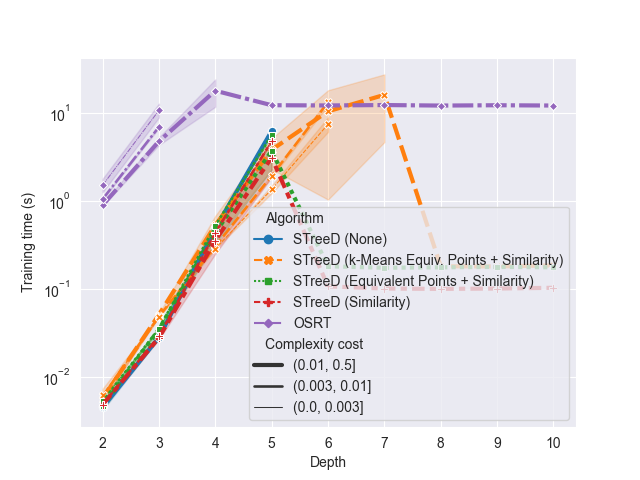 Training time (s)
10¹
10⁰
10⁻¹
10⁻²
Algorithm
STreeD (None)
STreeD (k-Means Equiv. Points + Similarity)
STreeD (Equivalent Points + Similarity)
STreeD (Similarity)
OSRT
Complexity cost
(0.01, 0.5]
(0.003, 0.01]
(0.0, 0.003]
2 3 4 5 6 7 8 9 10
Depth